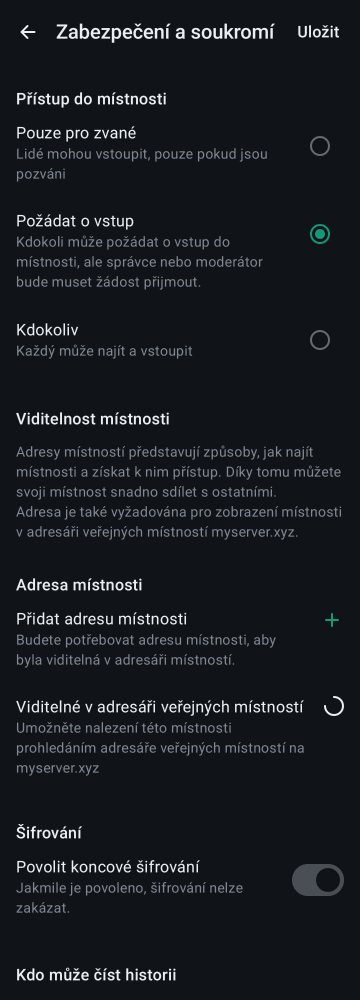 Zabezpečení a soukromí
Uložit
Přístup do místnosti
Pouze pro zvané
Lidé mohou vstoupit, pouze pokud jsou
pozváni
Požádat o vstup
Kdokoli může požádat o vstup do
místnosti, ale správce nebo moderátor
bude muset žádost přijmout.
Kdokoliv
Každý může najít a vstoupit
Viditelnost místnosti
Adresy místností představují způsoby, jak najít
místnosti a získat k nim přístup. Díky tomu můžete
svoji místnost snadno sdílet s ostatními.
Adresa je také vyžadována pro zobrazení místnosti
v adresáři veřejných místností myserver.xyz.
Adresa místnosti
Přidat adresu místnosti
Budete potřebovat adresu místnosti, aby
byla viditelná v adresáři místností.
Viditelné v adresáři veřejných místností
Umožněte nalezení této místnosti
prohledáním adresáře veřejných místností na
myserver.xyz
Šifrování
Povolit koncové šifrování
Jakmile je povoleno, šifrování nelze
zakázat.
Kdo může číst historii